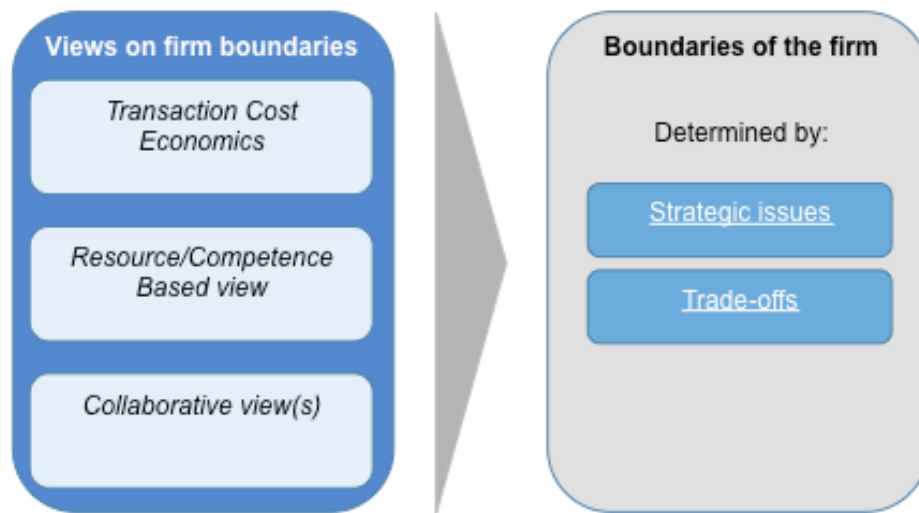 Views on firm boundaries
Transaction Cost
Economics
Resource/Competence
Based view
Collaborative view(s)
Boundaries of the firm
Determined by:
Strategic issues
Trade-offs